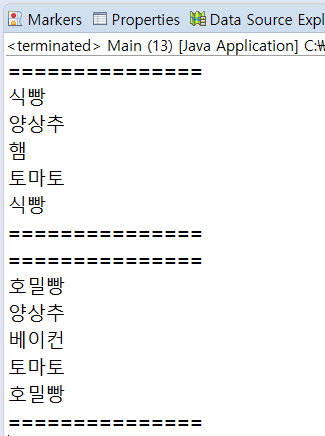 Markers Properties Data Source Expl
<terminated> Main (13) [Java Application] C:₩
===============
식빵
양상추
햄
토마토
식빵
===============
===============
호밀빵
양상추
베이컨
토마토
호밀빵
===============